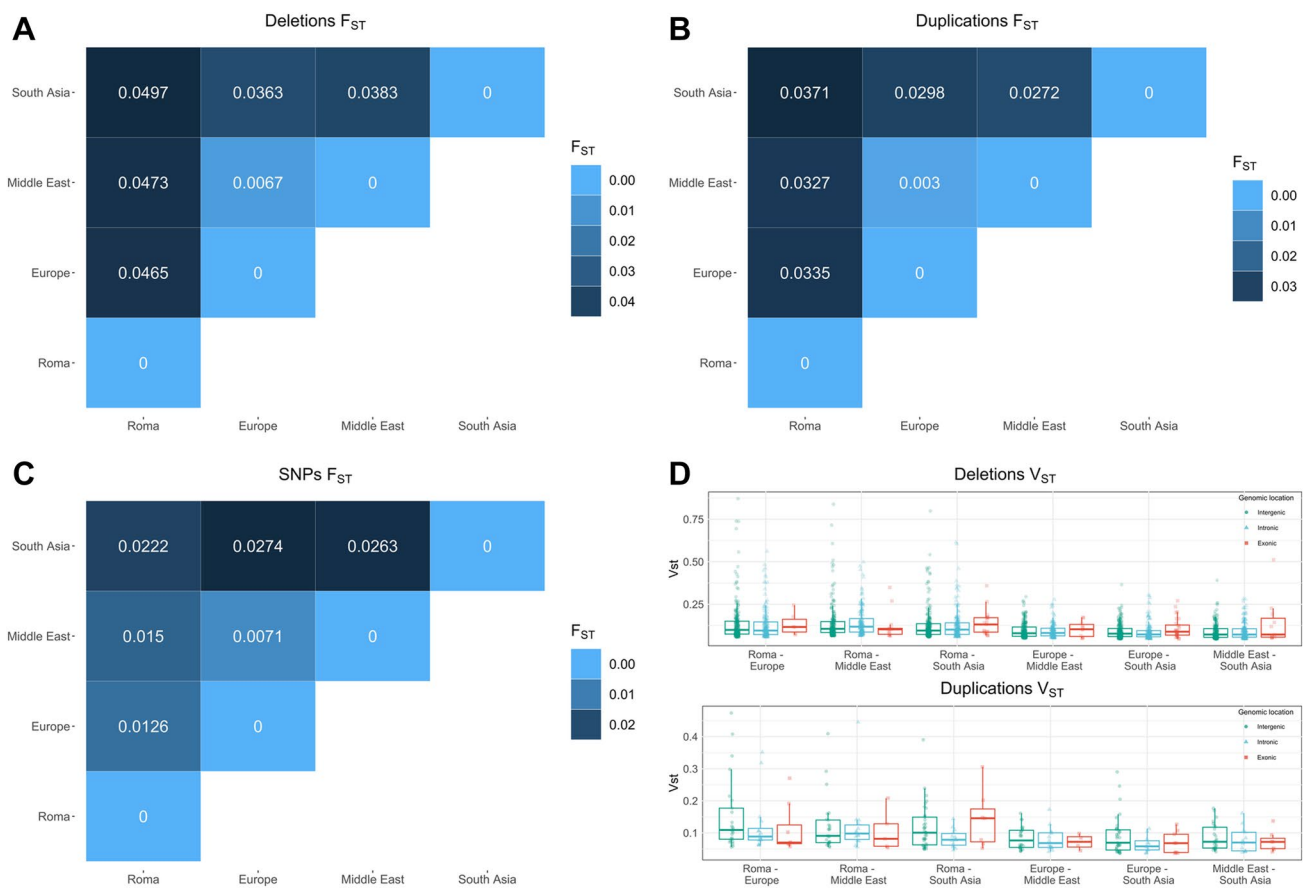 A
Deletions FST
South Asia
0.0497
0.0363
0.0383
0
Middle East
0.0473
0.0067
0
Europe
0.0465
0
Roma
0
Roma
Europe
Middle East
South Asia
FST
0.00
0.01
0.02
0.03
0.04
B
Duplications FST
South Asia
0.0371
0.0298
0.0272
0
Middle East
0.0327
0.003
0
Europe
0.0335
0
Roma
0
Roma
Europe
Middle East
South Asia
FST
0.00
0.01
0.02
0.03
C
SNPs FST
South Asia
0.0222
0.0274
0.0263
0
Middle East
0.015
0.0071
0
Europe
0.0126
0
Roma
0
Roma
Europe
Middle East
South Asia
FST
0.00
0.01
0.02
D
Deletions VST
Genomic location
Intergenic
Intronic
Exonic
Vst
0.75
0.50
0.25
Roma -
Europe
Roma -
Middle East
Roma -
South Asia
Europe -
Middle East
Europe -
South Asia
Middle East -
South Asia
Duplications VST
Genomic location
Intergenic
Intronic
Exonic
Vst
0.4
0.3
0.2
0.1
Roma -
Europe
Roma -
Middle East
Roma -
South Asia
Europe -
Middle East
Europe -
South Asia
Middle East -
South Asia